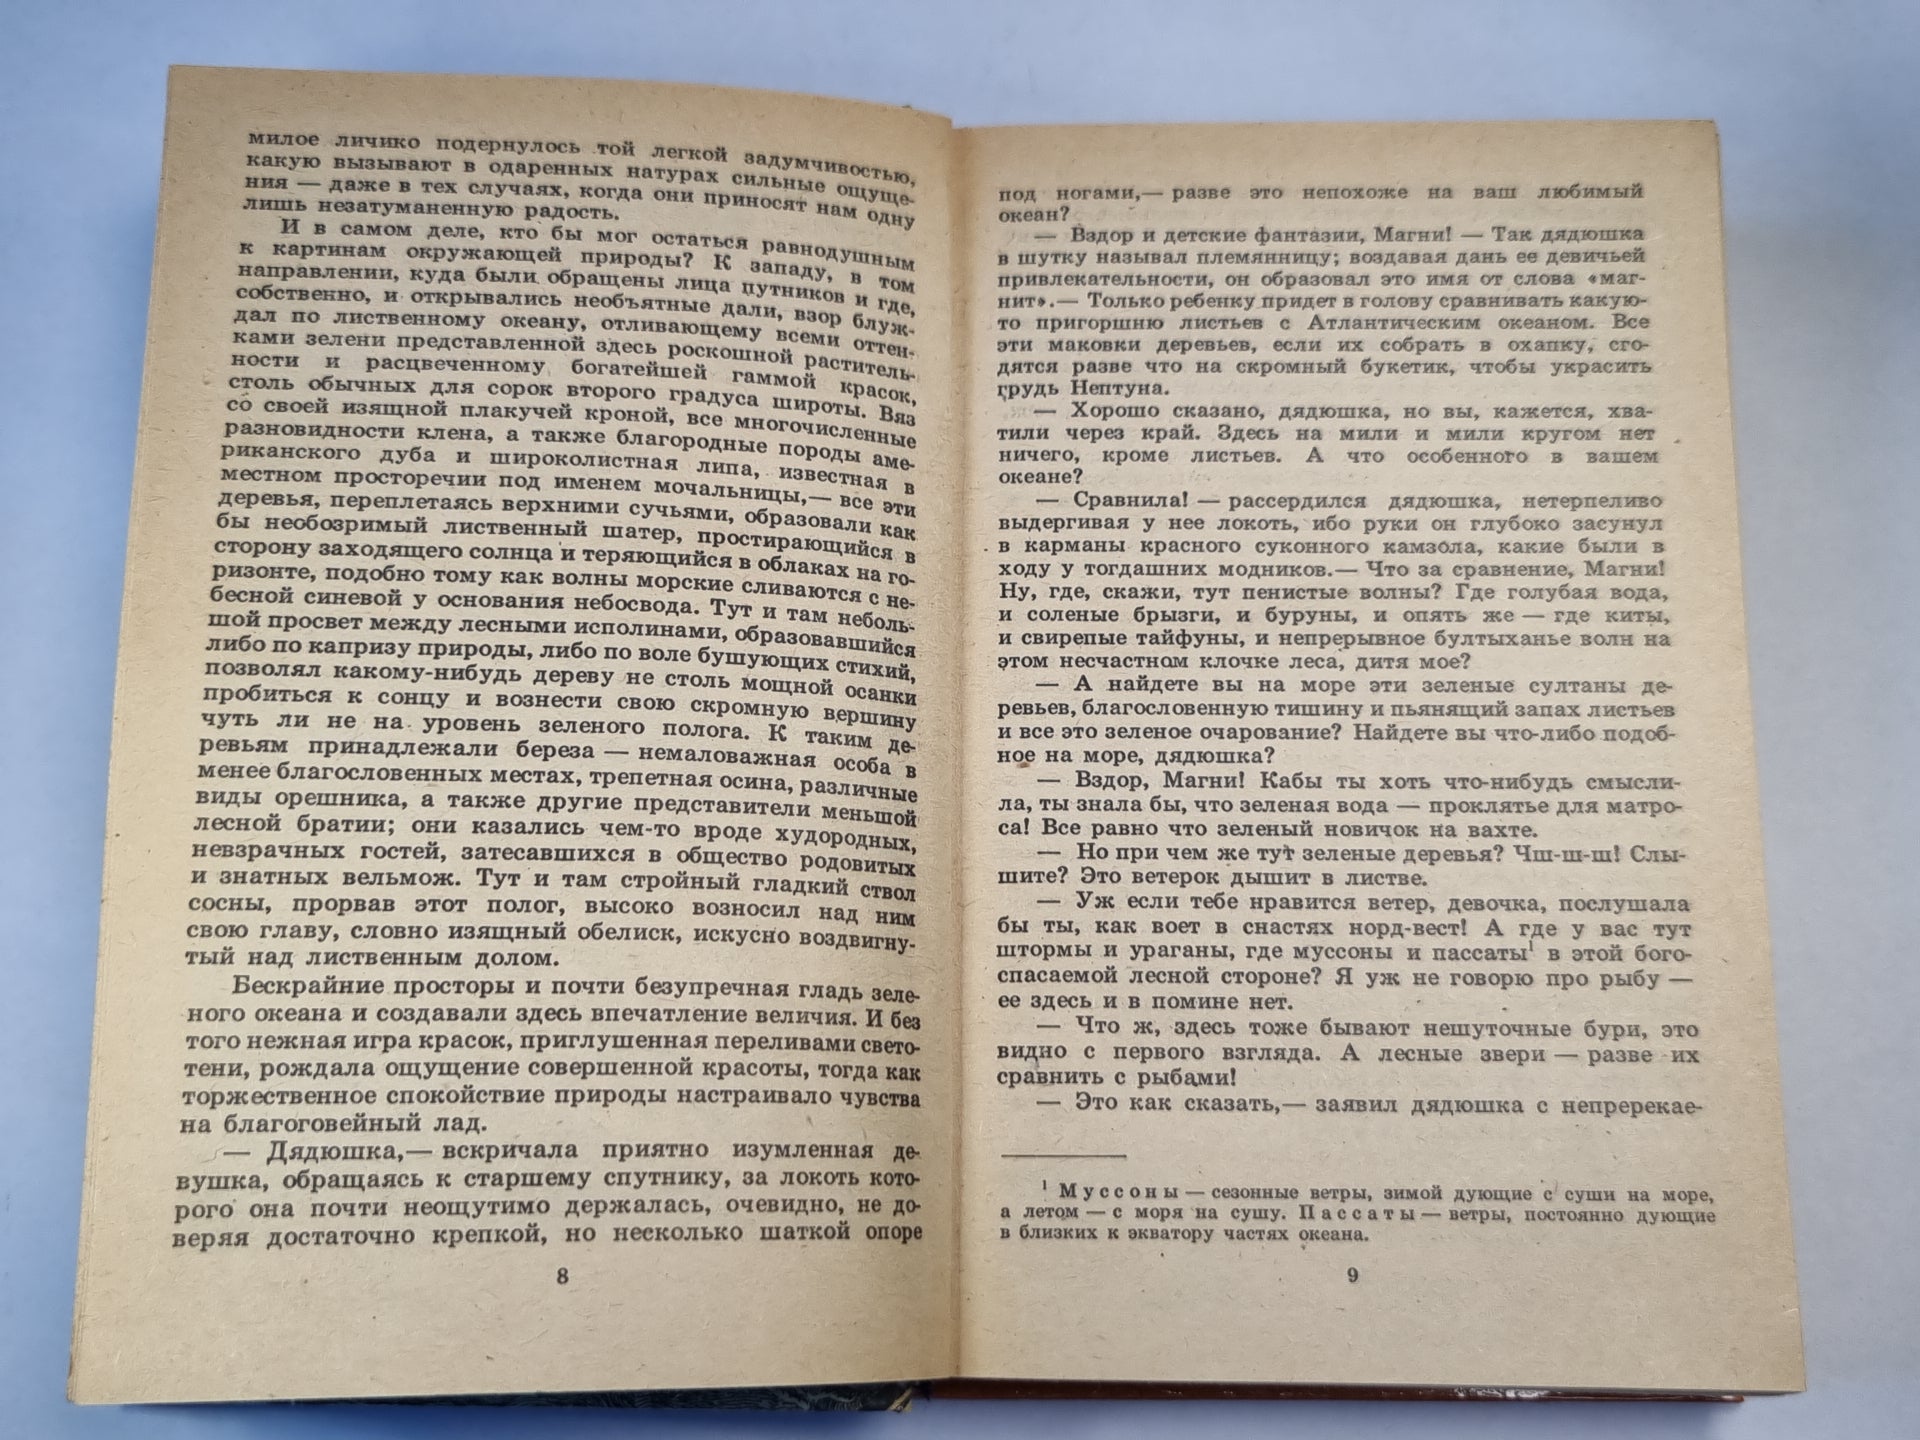 милое личико подернулось той легкой задумчивостью,
какую вызывают в одаренных натурах сильные ощуще-
ния — даже в тех случаях, когда они приносят нам одну
лишь незатуманенную радость.
И в самом деле, кто бы мог остаться равнодушным
к картинам окружающей природы? К западу, в том
направлении, куда были обращены лица путников и где,
собственно, и открывались необъятные дали, взор блуж-
дал по лиственному океану, отливающему всеми оттен-
ками зелени представленной здесь роскошной раститель-
ности и расцвеченному богатейшей гаммой красок,
столь обычных для сорок второго градуса широты. Вяз
со своей изящной плакучей кроной, все многочисленные
разновидности клена, а также благородные породы аме-
риканского дуба и широколистная липа, известная в
местном просторечии под именем мочальницы,— все эти
деревья, переплетаясь верхними сучьями, образовали как
бы необозримый лиственный шатер, простирающийся в
сторону заходящего солнца и теряющийся в облаках на го-
ризонте, подобно тому как волны морские сливаются с не-
бесной синевой у основания небосвода. Тут и там неболь-
шой просвет между лесными исполинами, образовавшийся
либо по капризу природы, либо по воле бушующих стихий,
позволял какому-нибудь дереву не столь мощной осанки
пробиться к сонцу и вознести свою скромную вершину
чуть ли не на уровень зеленого полога. К таким де-
ревьям принадлежали береза — немаловажная особа в
менее благословенных местах, трепетная осина, различные
виды орешника, а также другие представители меньшой
лесной братии; они казались чем-то вроде худородных,
невзрачных гостей, затесавшихся в общество родовитых
и знатных вельмож. Тут и там стройный гладкий ствол
сосны, прорвав этот полог, высоко возносил над ним
свою главу, словно изящный обелиск, искусно воздвигну-
тый над лиственным долом.
Бескрайние просторы и почти безупречная гладь зеле-
ного океана и создавали здесь впечатление величия. И без
того нежная игра красок, приглушенная переливами свето-
тени, рождала ощущение совершенной красоты, тогда как
торжественное спокойствие природы настраивало чувства
на благоговейный лад.
— Дядюшка,— вскричала приятно изумленная де-
вушка, обращаясь к старшему спутнику, за локоть кото-
рого она почти неощутимо держалась, очевидно, не до-
веряя достаточно крепкой, но несколько шаткой опоре
8
под ногами,— разве это непохоже на ваш любимый
океан?
— Вздор и детские фантазии, Магни! — Так дядюшка
в шутку называл племянницу; воздавая дань ее девичьей
привлекательности, он образовал это имя от слова «маг-
нит».— Только ребенку придет в голову сравнивать какую-
то пригоршню листьев с Атлантическим океаном. Все
эти маковки деревьев, если их собрать в охапку, сго-
дятся разве что на скромный букетик, чтобы украсить
грудь Нептуна.
— Хорошо сказано, дядюшка, но вы, кажется, хва-
тили через край. Здесь на мили и мили кругом нет
ничего, кроме листьев. А что особенного в вашем
океане?
— Сравнила! — рассердился дядюшка, нетерпеливо
выдергивая у нее локоть, ибо руки он глубоко засунул
в карманы красного суконного камзола, какие были в
ходу у тогдашних модников.— Что за сравнение, Магни!
Ну, где, скажи, тут пенистые волны? Где голубая вода,
и соленые брызги, и буруны, и опять же — где киты,
и свирепые тайфуны, и непрерывное бултыханье волн на
этом несчастном клочке леса, дитя мое?
— А найдете вы на море эти зеленые султаны де-
ревьев, благословенную тишину и пьянящий запах листьев
и все это зеленое очарование? Найдете вы что-либо подоб-
ное на море, дядюшка?
— Вздор, Магни! Кабы ты хоть что-нибудь смысли-
ла, ты знала бы, что зеленая вода — проклятье для матро-
са! Все равно что зеленый новичок на вахте.
— Но при чем же тут зеленые деревья? Чш-ш-ш! Слы-
шите? Это ветерок дышит в листве.
— Уж если тебе нравится ветер, девочка, послушала
бы ты, как воет в снастях норд-вест! А где у вас тут
штормы и ураганы, где муссоны и пассаты¹ в этой бого-
спасаемой лесной стороне? Я уж не говорю про рыбу —
ее здесь и в помине нет.
— Что ж, здесь тоже бывают нешуточные бури, это
видно с первого взгляда. А лесные звери — разве их
сравнить с рыбами!
— Это как сказать,— заявил дядюшка с непререкае-
¹ Муссоны — сезонные ветры, зимой дующие с суши на море,
а летом — с моря на сушу. Пассаты — ветры, постоянно дующие
в близких к экватору частях океана.
9